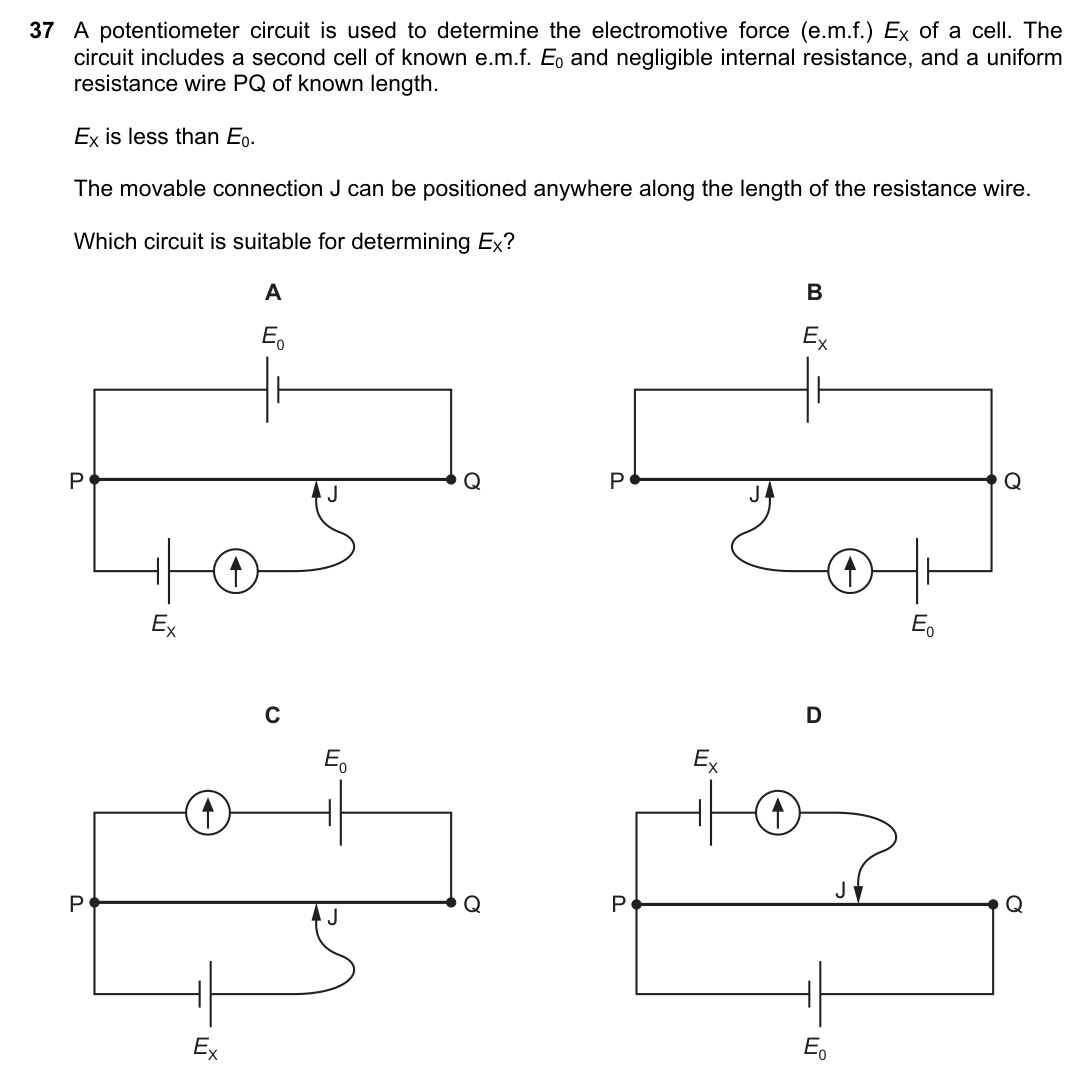 37 A potentiometer circuit is used to determine the electromotive force (e.m.f.) EX of a cell. The
circuit includes a second cell of known e.m.f. E0 and negligible internal resistance, and a uniform
resistance wire PQ of known length.
EX is less than E0.
The movable connection J can be positioned anywhere along the length of the resistance wire.
Which circuit is suitable for determining EX?
A
E0
P
J
Q
EX
B
EX
P
J
Q
E0
C
E0
P
J
Q
EX
D
EX
J
P
Q
E0